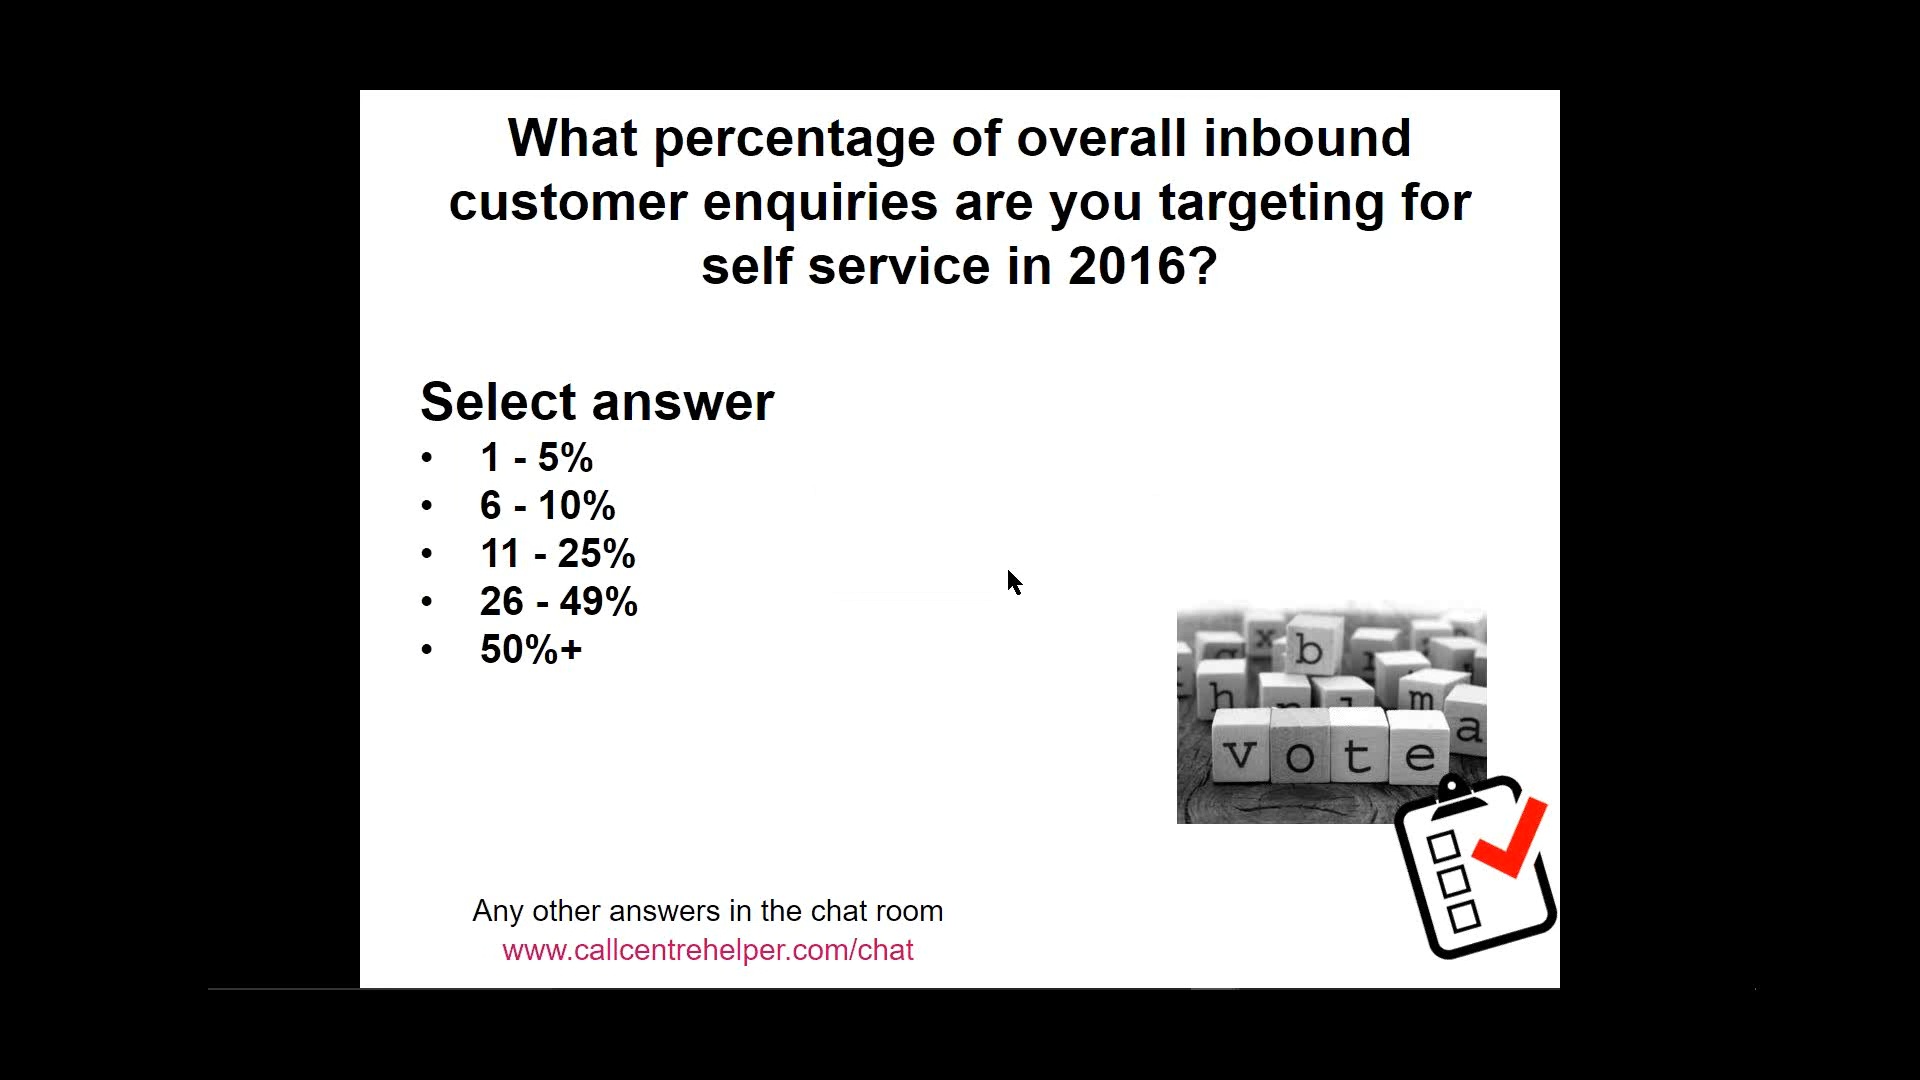 What percentage of overall inbound
customer enquiries are you targeting for
self service in 2016?
Select answer
• 1 - 5%
• 6 - 10%
• 11 - 25%
• 26 - 49%
• 50%+
x
b
h
m
a
vote
Any other answers in the chat room
www.callcentrehelper.com/chat